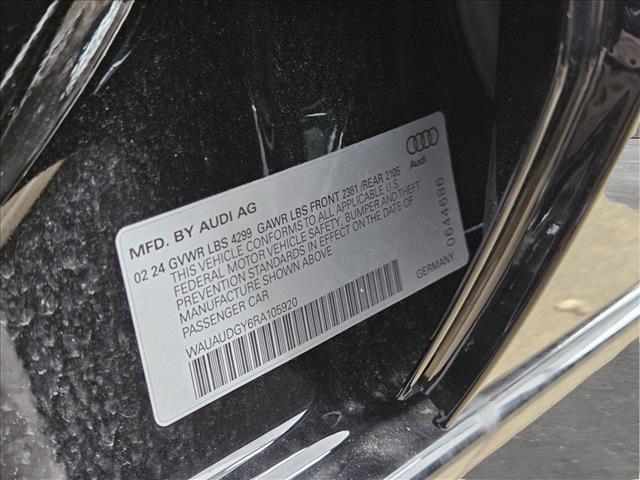 Audi
MFD. BY AUDI AG
02 24 GVWR LBS 4299 GAWR LBS FRONT 2381 /REAR 2105
THIS VEHICLE CONFORMS TO ALL APPLICABLE U.S.
FEDERAL MOTOR VEHICLE SAFETY, BUMPER AND THEFT
PREVENTION STANDARDS IN EFFECT ON THE DATE OF
MANUFACTURE SHOWN ABOVE
PASSENGER CAR
WAUAUDGY6RA105920
GERMANY
0644686